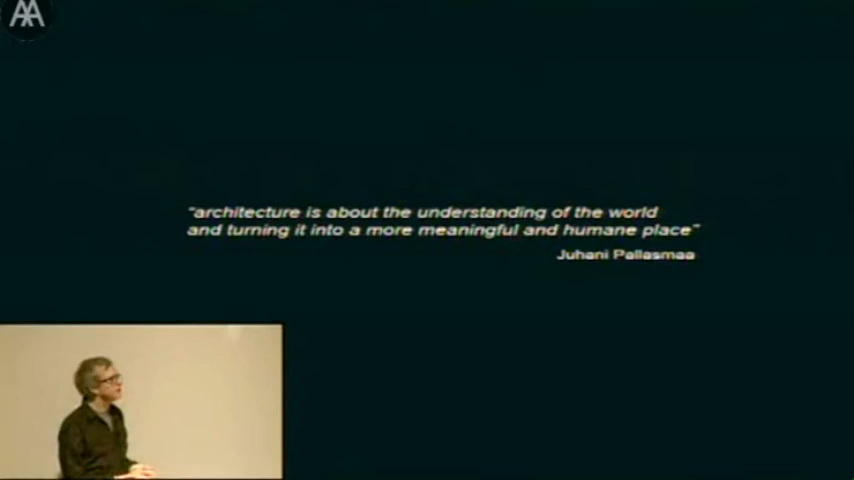 AA
"architecture is about the understanding of the world
and turning it into a more meaningful and humane place"
Juhani Pallasmaa